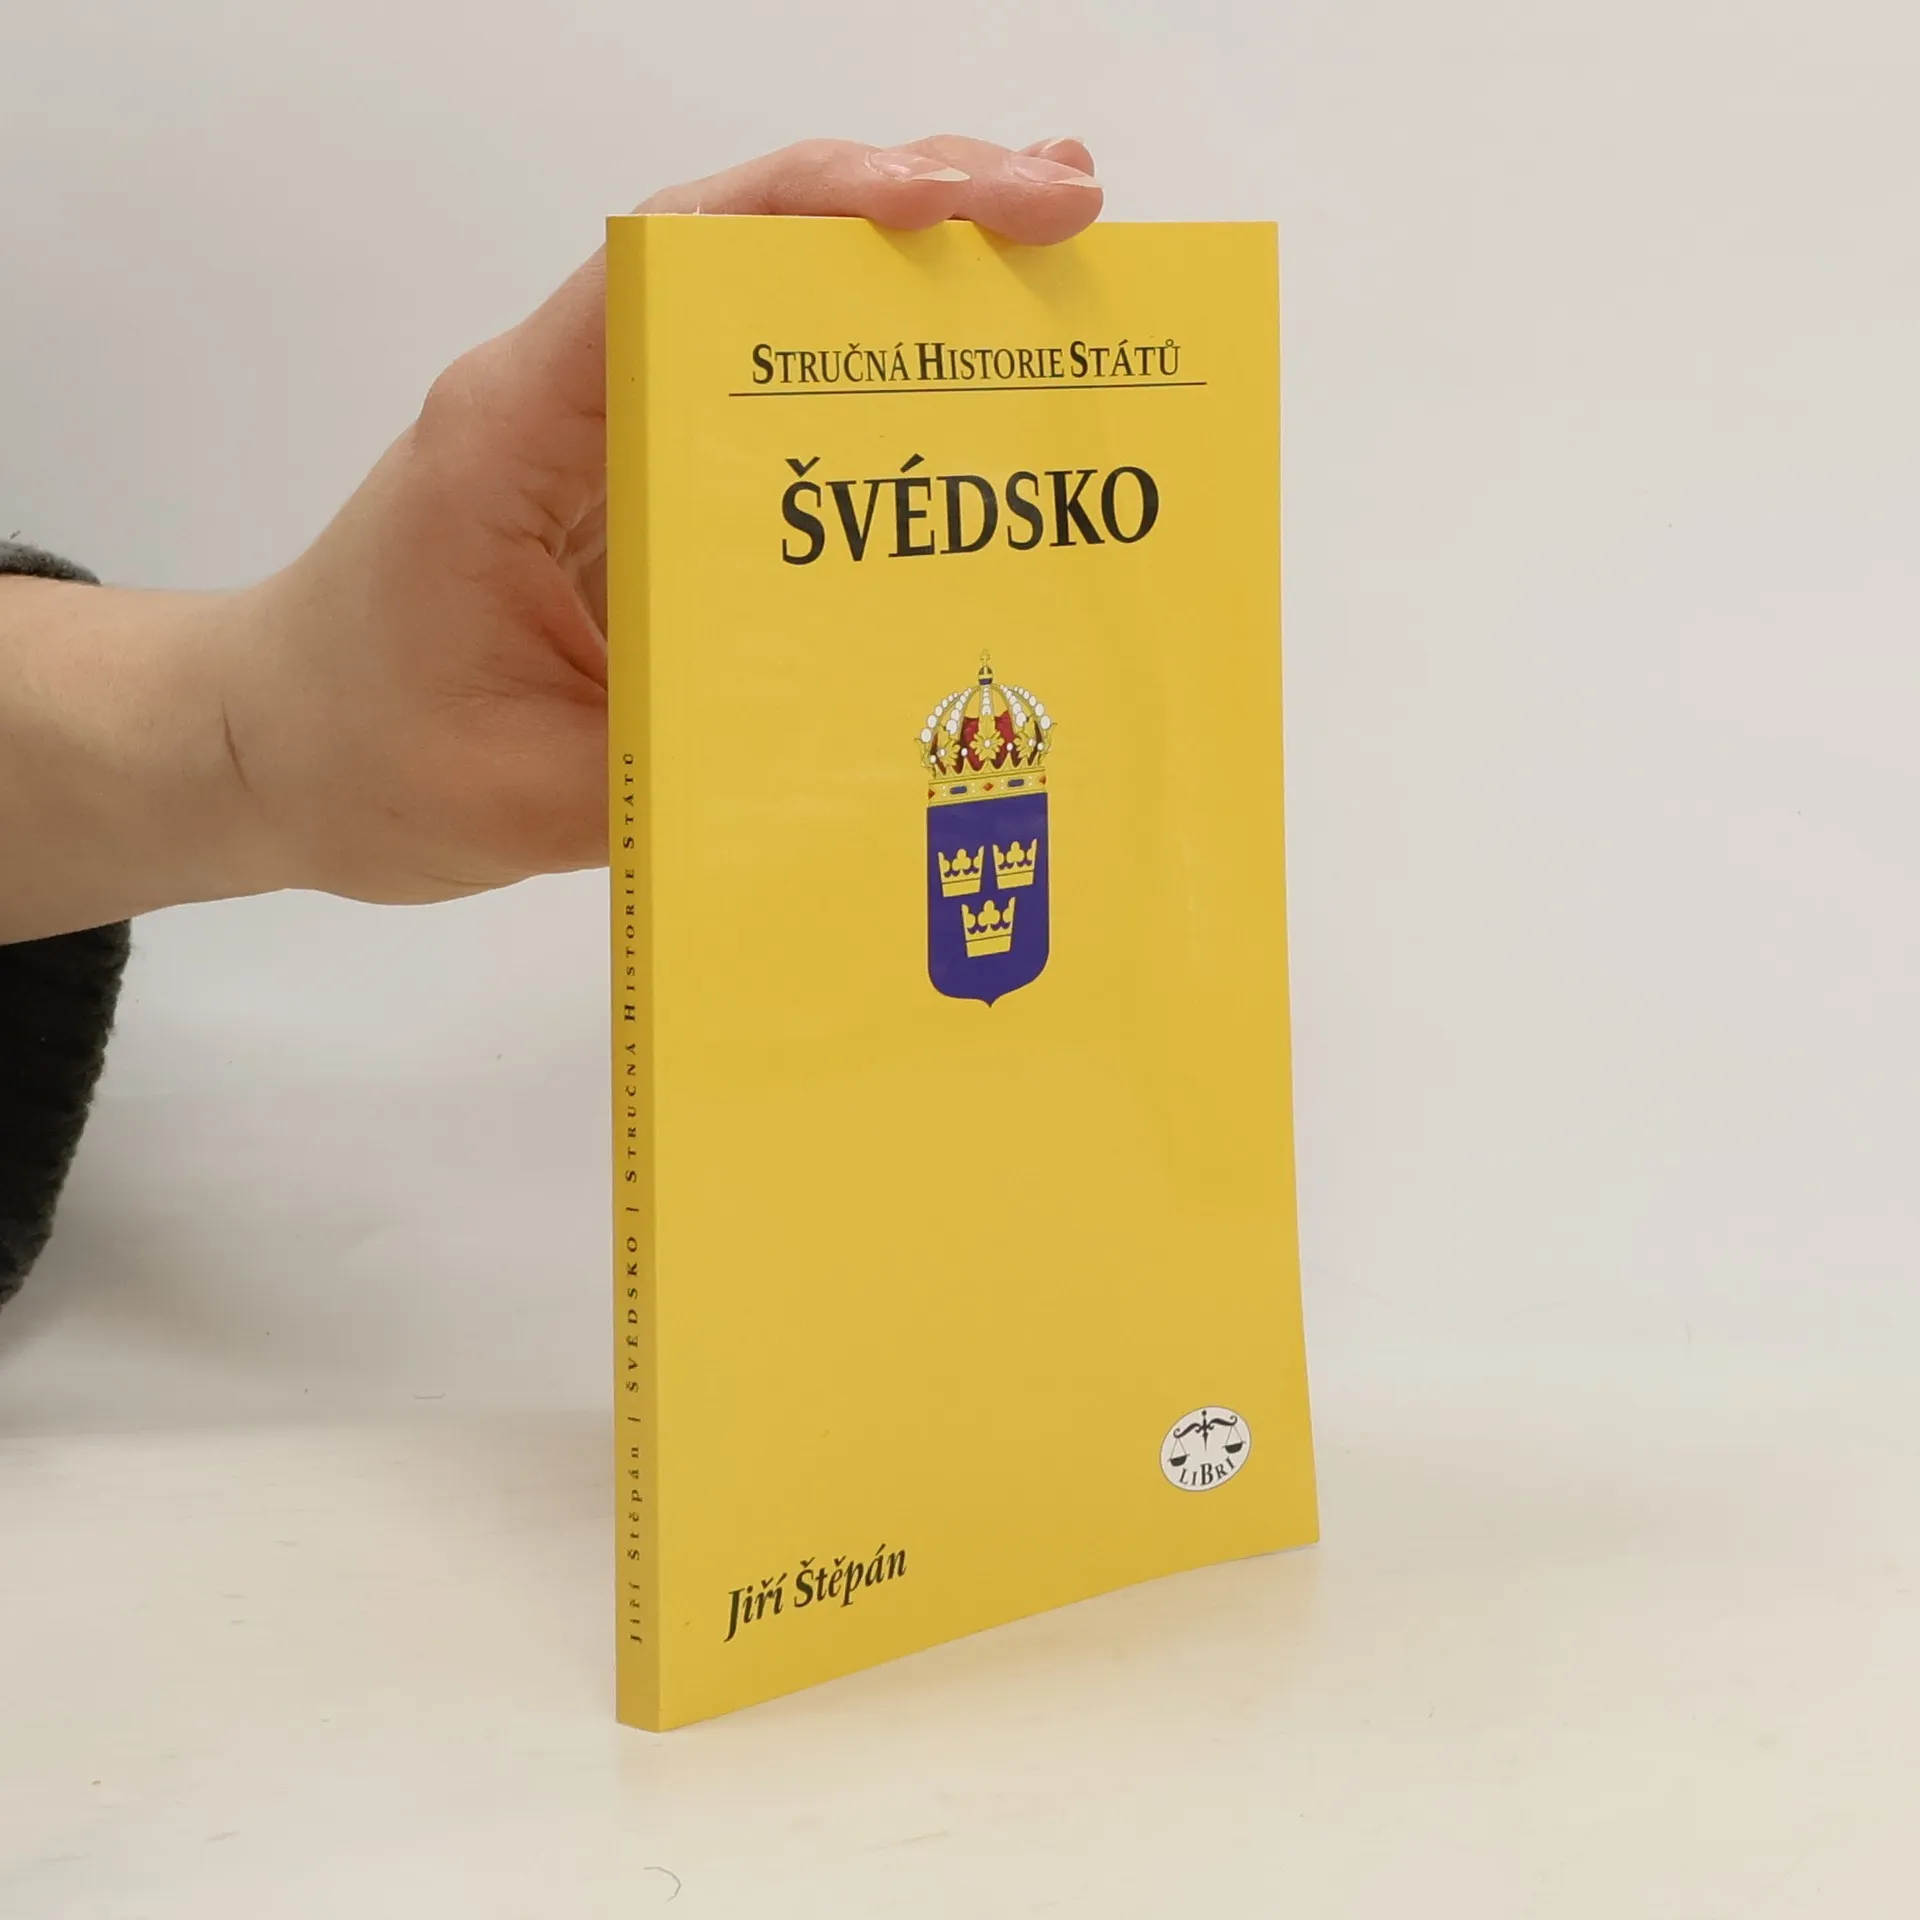 STRUČNÁ HISTORIE STÁTŮ
ŠVÉDSKO
LIBRI
Jiří Štěpán
Jiří Štěpán | ŠVÉDSKO | STRUČNÁ HISTORIE STÁTŮ